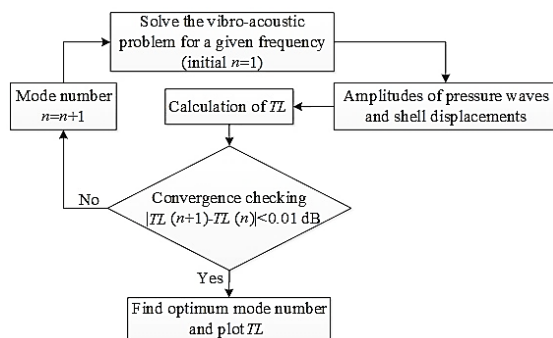 Solve the vibro-acoustic
problem for a given frequency
(initial n=1)
Mode number
n=n+1
Calculation of TL
Amplitudes of pressure waves
and shell displacements
Convergence checking
|TL (n+1)-TL (n)|<0.01 dB
No
Yes
Find optimum mode number
and plot TL